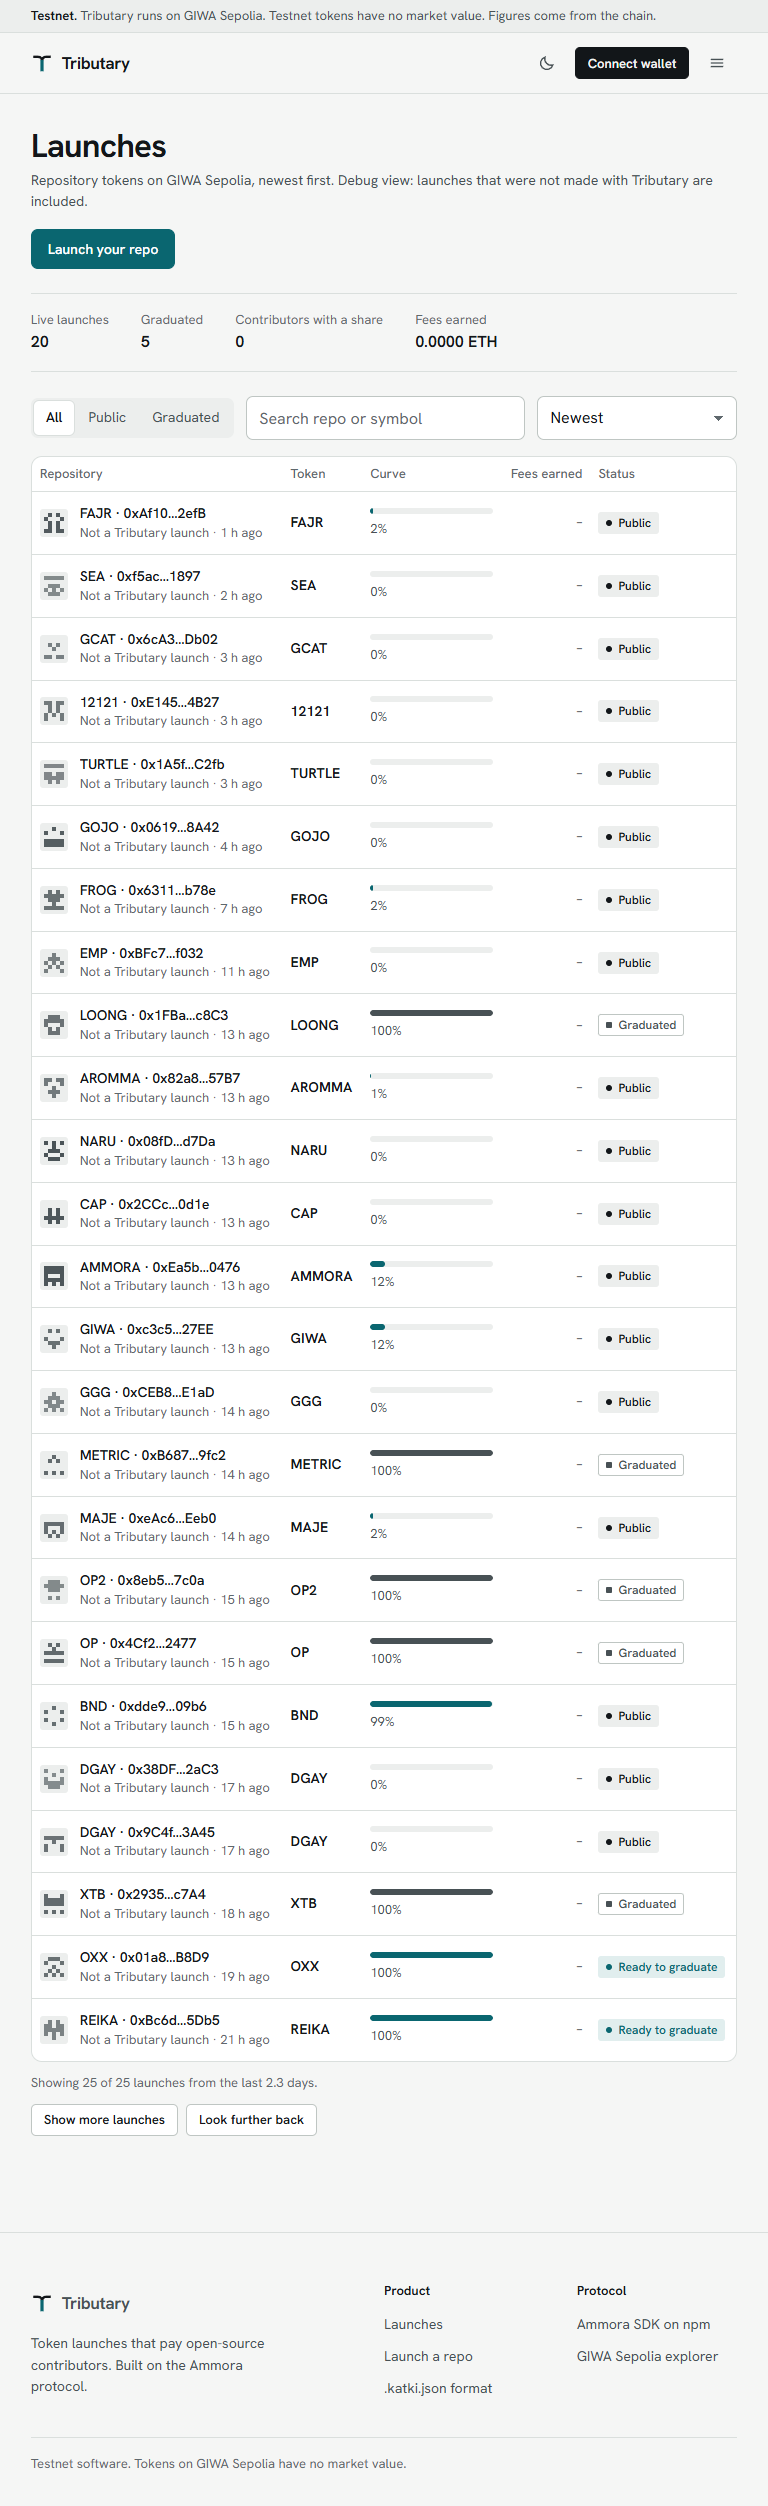 Testnet. Tributary runs on GIWA Sepolia. Testnet tokens have no market value. Figures come from the chain.
Tributary
Connect wallet
Launches
Repository tokens on GIWA Sepolia, newest first. Debug view: launches that were not made with Tributary are
included.
Launch your repo
Live launches Graduated Contributors with a share Fees earned
20 5 0 0.0000 ETH
All Public Graduated Search repo or symbol Newest
Repository Token Curve Fees earned Status
FAJR · 0xAf10...2efB
Not a Tributary launch · 1 h ago
FAJR 2% – Public
SEA · 0xf5ac...1897
Not a Tributary launch · 2 h ago
SEA 0% – Public
GCAT · 0x6cA3...Db02
Not a Tributary launch · 3 h ago
GCAT 0% – Public
12121 · 0xE145...4B27
Not a Tributary launch · 3 h ago
12121 0% – Public
TURTLE · 0x1A5f...C2fb
Not a Tributary launch · 3 h ago
TURTLE 0% – Public
GOJO · 0x0619...8A42
Not a Tributary launch · 4 h ago
GOJO 0% – Public
FROG · 0x6311...b78e
Not a Tributary launch · 7 h ago
FROG 2% – Public
EMP · 0xBFc7...f032
Not a Tributary launch · 11 h ago
EMP 0% – Public
LOONG · 0x1FBa...c8C3
Not a Tributary launch · 13 h ago
LOONG 100% – Graduated
AROMMA · 0x82a8...57B7
Not a Tributary launch · 13 h ago
AROMMA 1% – Public
NARU · 0x08fD...d7Da
Not a Tributary launch · 13 h ago
NARU 0% – Public
CAP · 0x2CCc...0d1e
Not a Tributary launch · 13 h ago
CAP 0% – Public
AMMORA · 0xEa5b...0476
Not a Tributary launch · 13 h ago
AMMORA 12% – Public
GIWA · 0xc3c5...27EE
Not a Tributary launch · 13 h ago
GIWA 12% – Public
GGG · 0xCEB8...E1aD
Not a Tributary launch · 14 h ago
GGG 0% – Public
METRIC · 0xB687...9fc2
Not a Tributary launch · 14 h ago
METRIC 100% – Graduated
MAJE · 0xeAc6...Eeb0
Not a Tributary launch · 14 h ago
MAJE 2% – Public
OP2 · 0x8eb5...7c0a
Not a Tributary launch · 15 h ago
OP2 100% – Graduated
OP · 0x4Cf2...2477
Not a Tributary launch · 15 h ago
OP 100% – Graduated
BND · 0xdde9...09b6
Not a Tributary launch · 15 h ago
BND 99% – Public
DGAY · 0x38DF...2aC3
Not a Tributary launch · 17 h ago
DGAY 0% – Public
DGAY · 0x9C4f...3A45
Not a Tributary launch · 17 h ago
DGAY 0% – Public
XTB · 0x2935...c7A4
Not a Tributary launch · 18 h ago
XTB 100% – Graduated
OXX · 0x01a8...B8D9
Not a Tributary launch · 19 h ago
OXX 100% – Ready to graduate
REIKA · 0xBc6d...5Db5
Not a Tributary launch · 21 h ago
REIKA 100% – Ready to graduate
Showing 25 of 25 launches from the last 2.3 days.
Show more launches Look further back
Tributary
Token launches that pay open-source
contributors. Built on the Ammora
protocol.
Product
Launches
Launch a repo
.katki.json format
Protocol
Ammora SDK on npm
GIWA Sepolia explorer
Testnet software. Tokens on GIWA Sepolia have no market value.